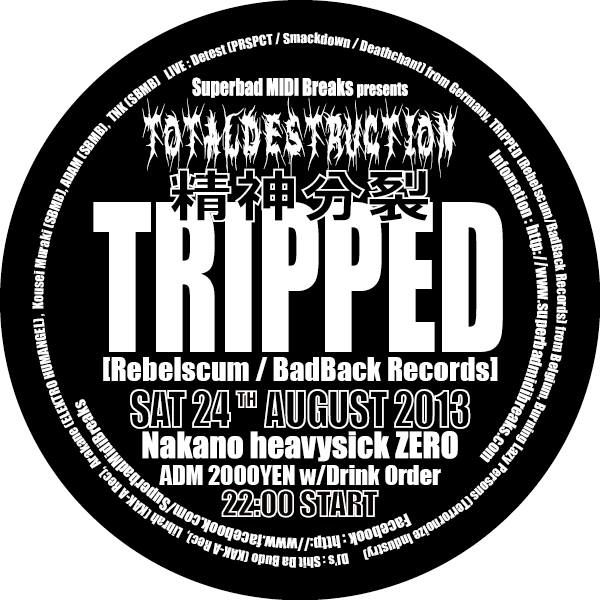 LIVE : Detest (PRSPCT / Smackdown / Deathchant) from Germany, TRIPPED (Rebelscum/BadBack Records) from Belgium, Burning Lazy Persons (Terrornoize Industry)
DJ's : Shit Da Budo (KAK-A Rec), Librah (KAK-A Rec), Arakane (ELEKTRO HUMANGEL), Kousei Muraki (SBMB), ADAM (SBMB), THK (SBMB)
Infomation : http://www.superbadmidibreaks.com
Facebook : http://www.facebook.com/SuperbadMidiBreaks
Superbad MIDI Breaks presents
TOTALDESTRUCTION
精神分裂
TRIPPED
[Rebelscum / BadBack Records]
SAT 24TH AUGUST 2013
Nakano heavysick ZERO
ADM 2000YEN w/Drink Order
22:00 START